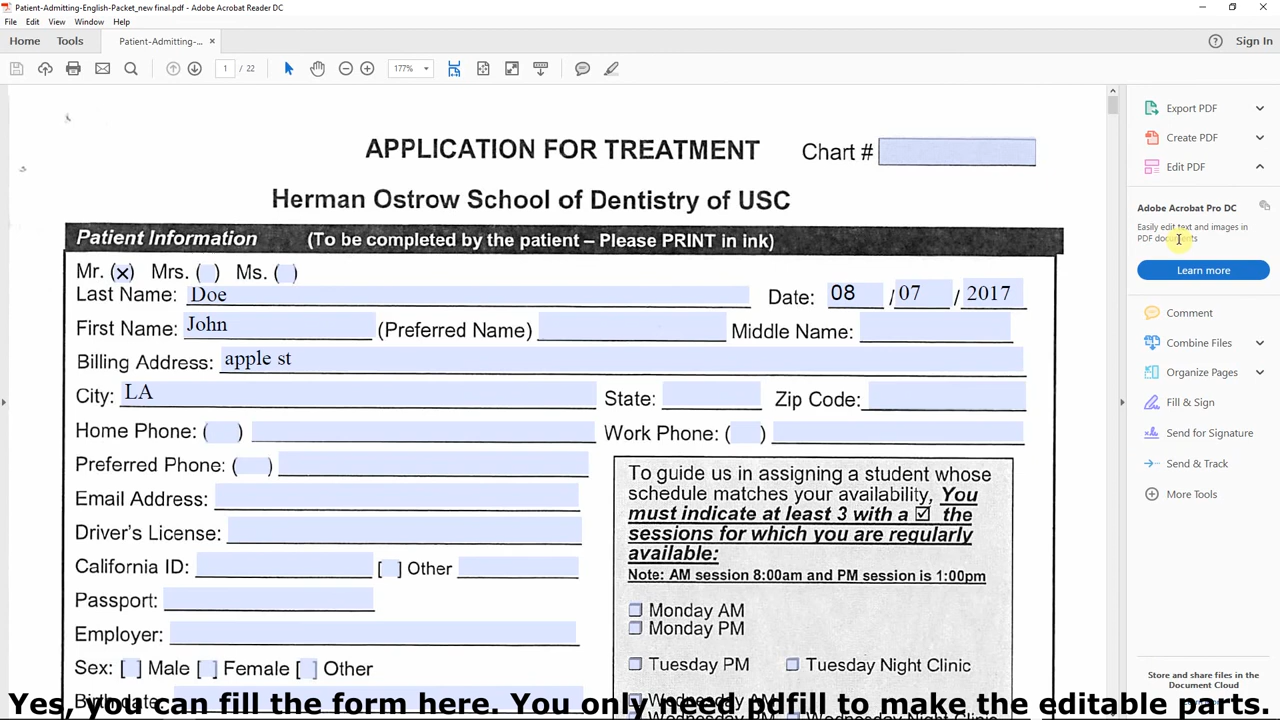 Patient-Admitting-English-Packet_new final.pdf - Adobe Acrobat Reader DC
File Edit View Window Help
Home Tools Patient-Admitting-... × Sign In
1 / 22 177%
Export PDF
Create PDF
Edit PDF
Adobe Acrobat Pro DC
Easily edit text and images in
PDF documents
Learn more
Comment
Combine Files
Organize Pages
Fill & Sign
Send for Signature
Send & Track
More Tools
Store and share files in the
Document Cloud
APPLICATION FOR TREATMENT Chart #
Herman Ostrow School of Dentistry of USC
Patient Information (To be completed by the patient – Please PRINT in ink)
Mr. (x) Mrs. ( ) Ms. ( )
Last Name: Doe Date: 08 / 07 / 2017
First Name: John (Preferred Name) Middle Name:
Billing Address: apple st
City: LA State: Zip Code:
Home Phone: ( ) Work Phone: ( )
Preferred Phone: ( )
Email Address:
Driver's License:
California ID: [ ] Other
Passport:
Employer:
Sex: [ ] Male [ ] Female [ ] Other
To guide us in assigning a student whose
schedule matches your availability, You
must indicate at least 3 with a ☑ the
sessions for which you are regularly
available:
Note: AM session 8:00am and PM session is 1:00pm
Monday AM
Monday PM
Tuesday PM Tuesday Night Clinic
Yes, you can fill the form here. You only need pdfill to make the editable parts.